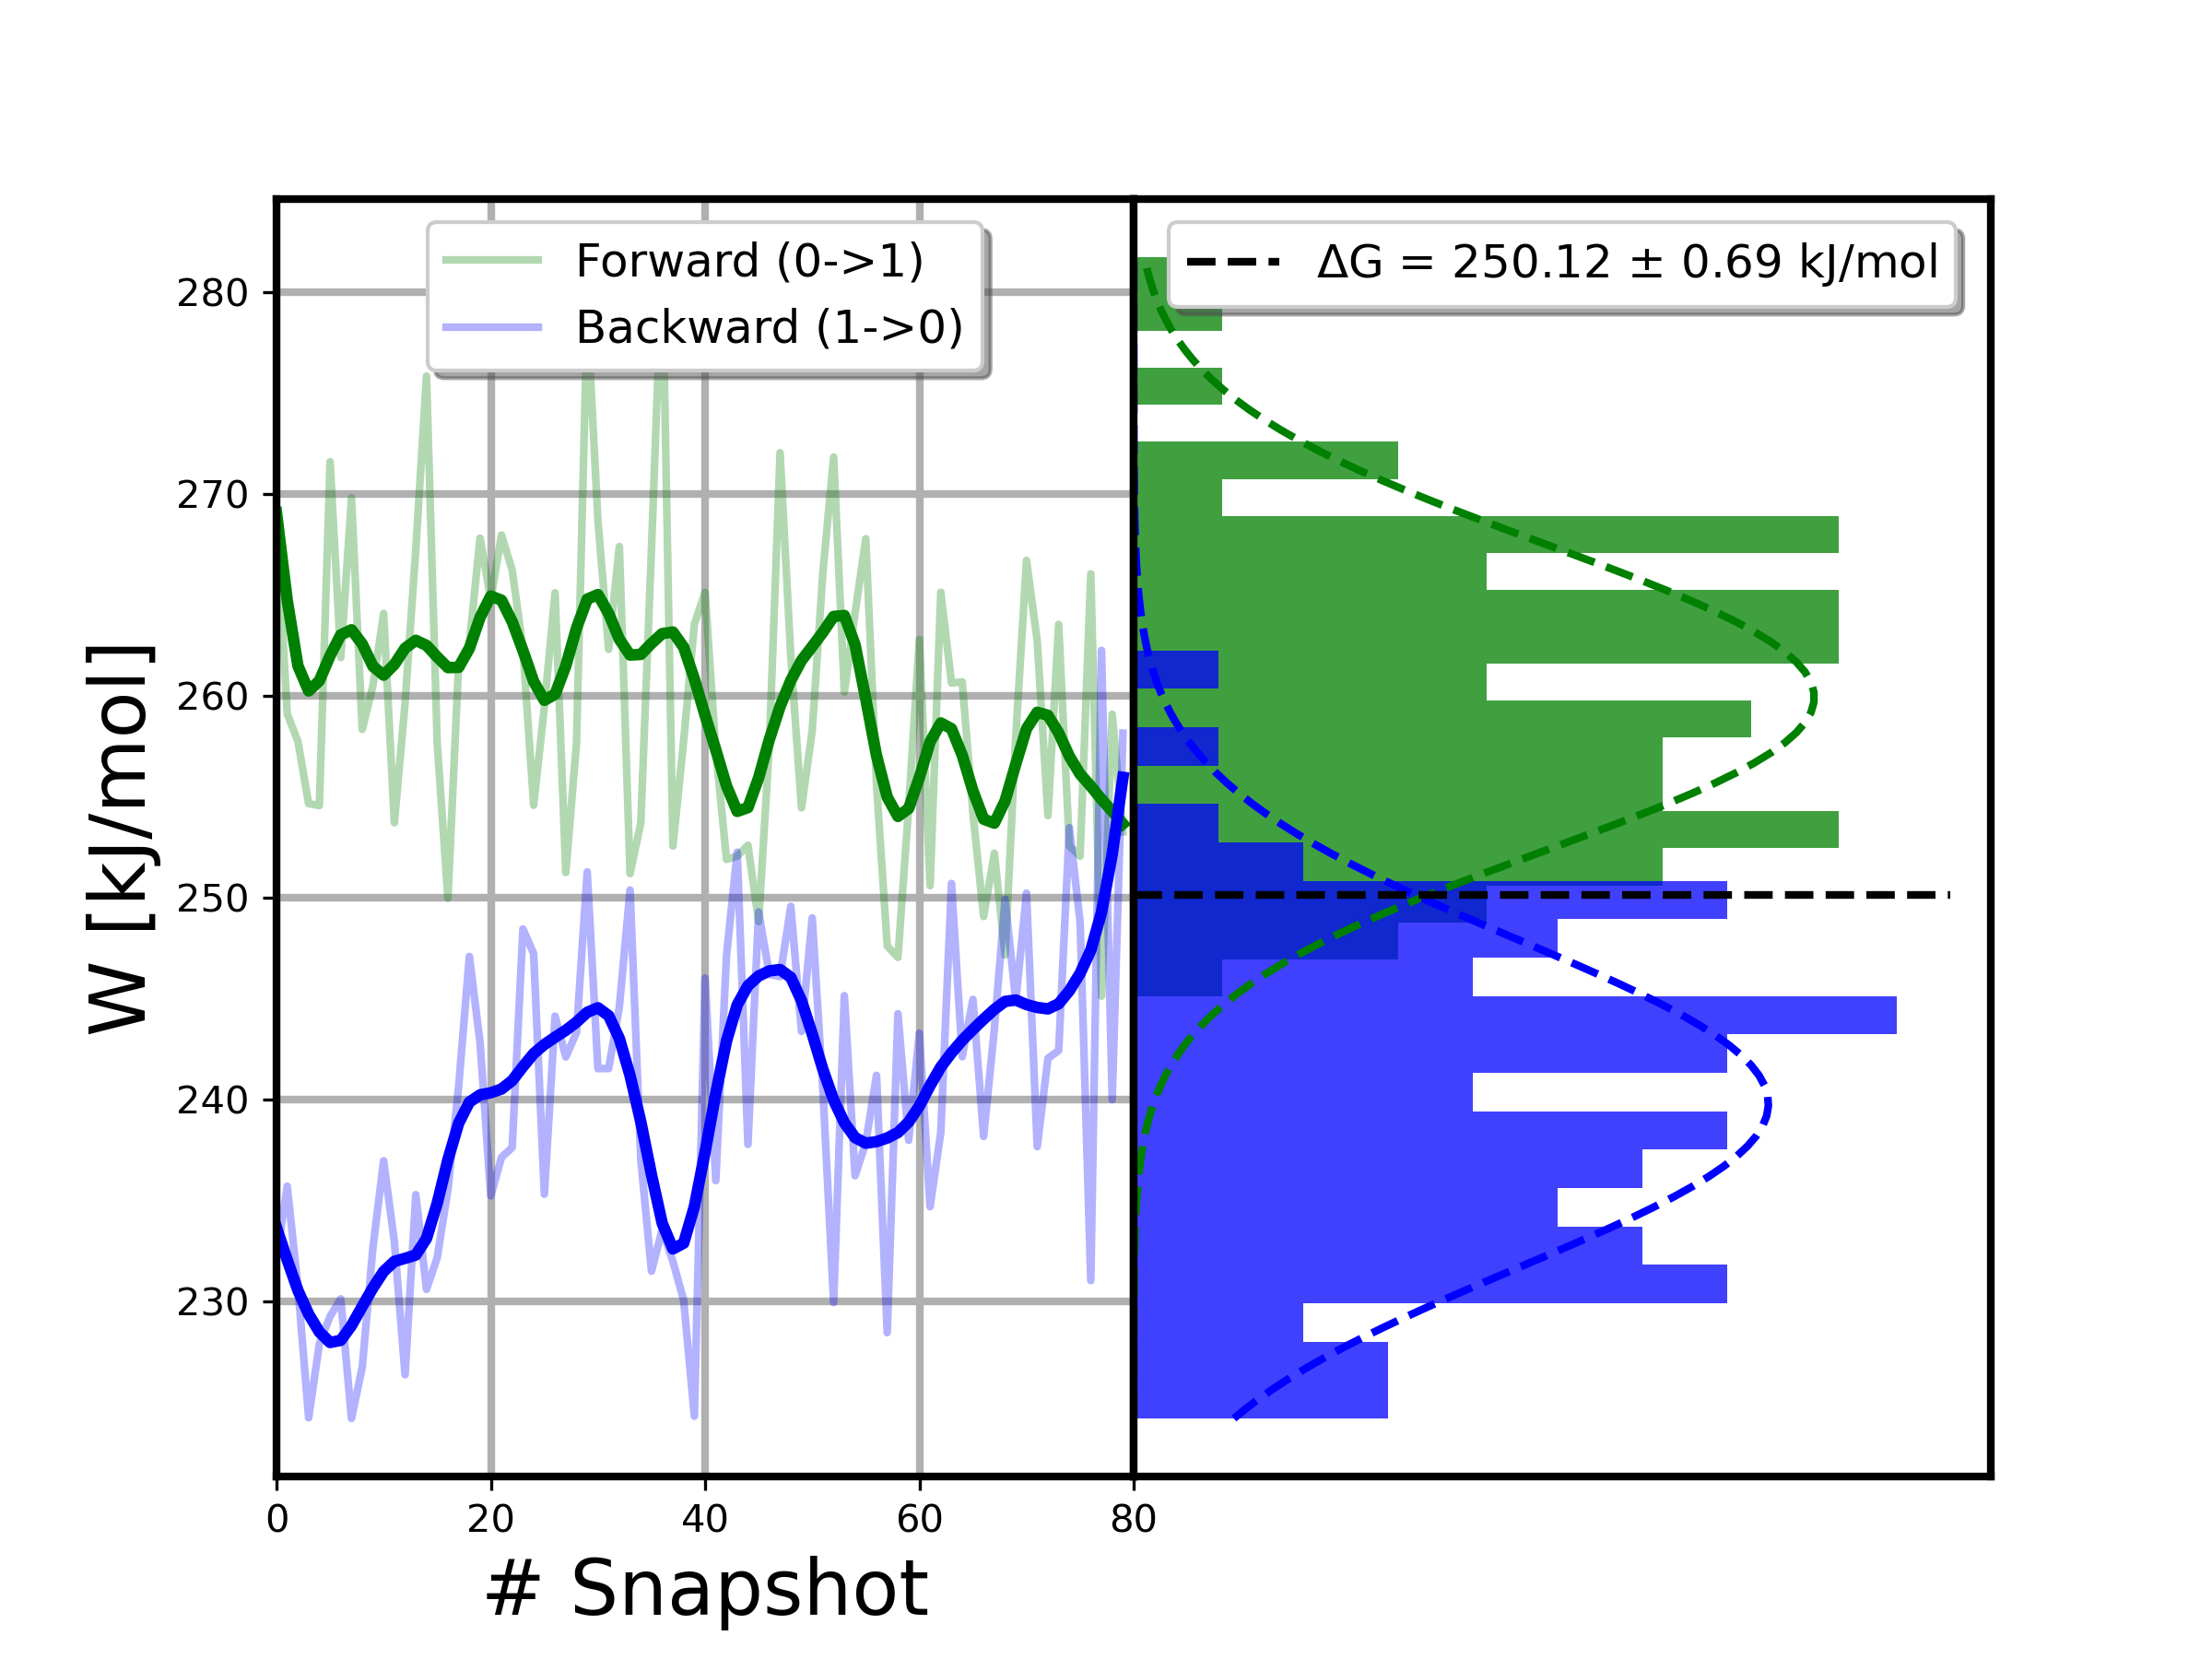 Forward (0->1)
Backward (1->0)
ΔG = 250.12 ± 0.69 kJ/mol
W [kJ/mol]
280
270
260
250
240
230
0 20 40 60 80
# Snapshot